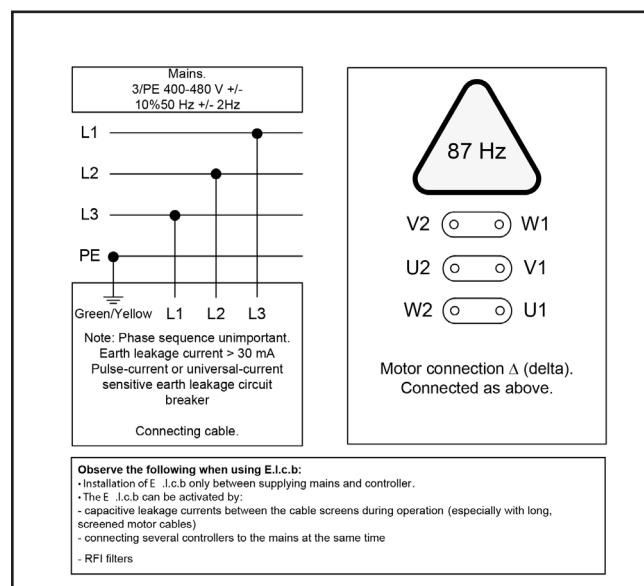 Mains.
3/PE 400-480 V +/-
10%50 Hz +/- 2Hz
L1
L2
L3
PE
Green/Yellow L1 L2 L3
Note: Phase sequence unimportant.
Earth leakage current > 30 mA
Pulse-current or universal-current
sensitive earth leakage circuit
breaker
Connecting cable.
87 Hz
V2 W1
U2 V1
W2 U1
Motor connection Δ (delta).
Connected as above.
Observe the following when using E.l.c.b:
• Installation of E .l.c.b only between supplying mains and controller.
• The E .l.c.b can be activated by:
- capacitive leakage currents between the cable screens during operation (especially with long,
screened motor cables)
- connecting several controllers to the mains at the same time
- RFI filters